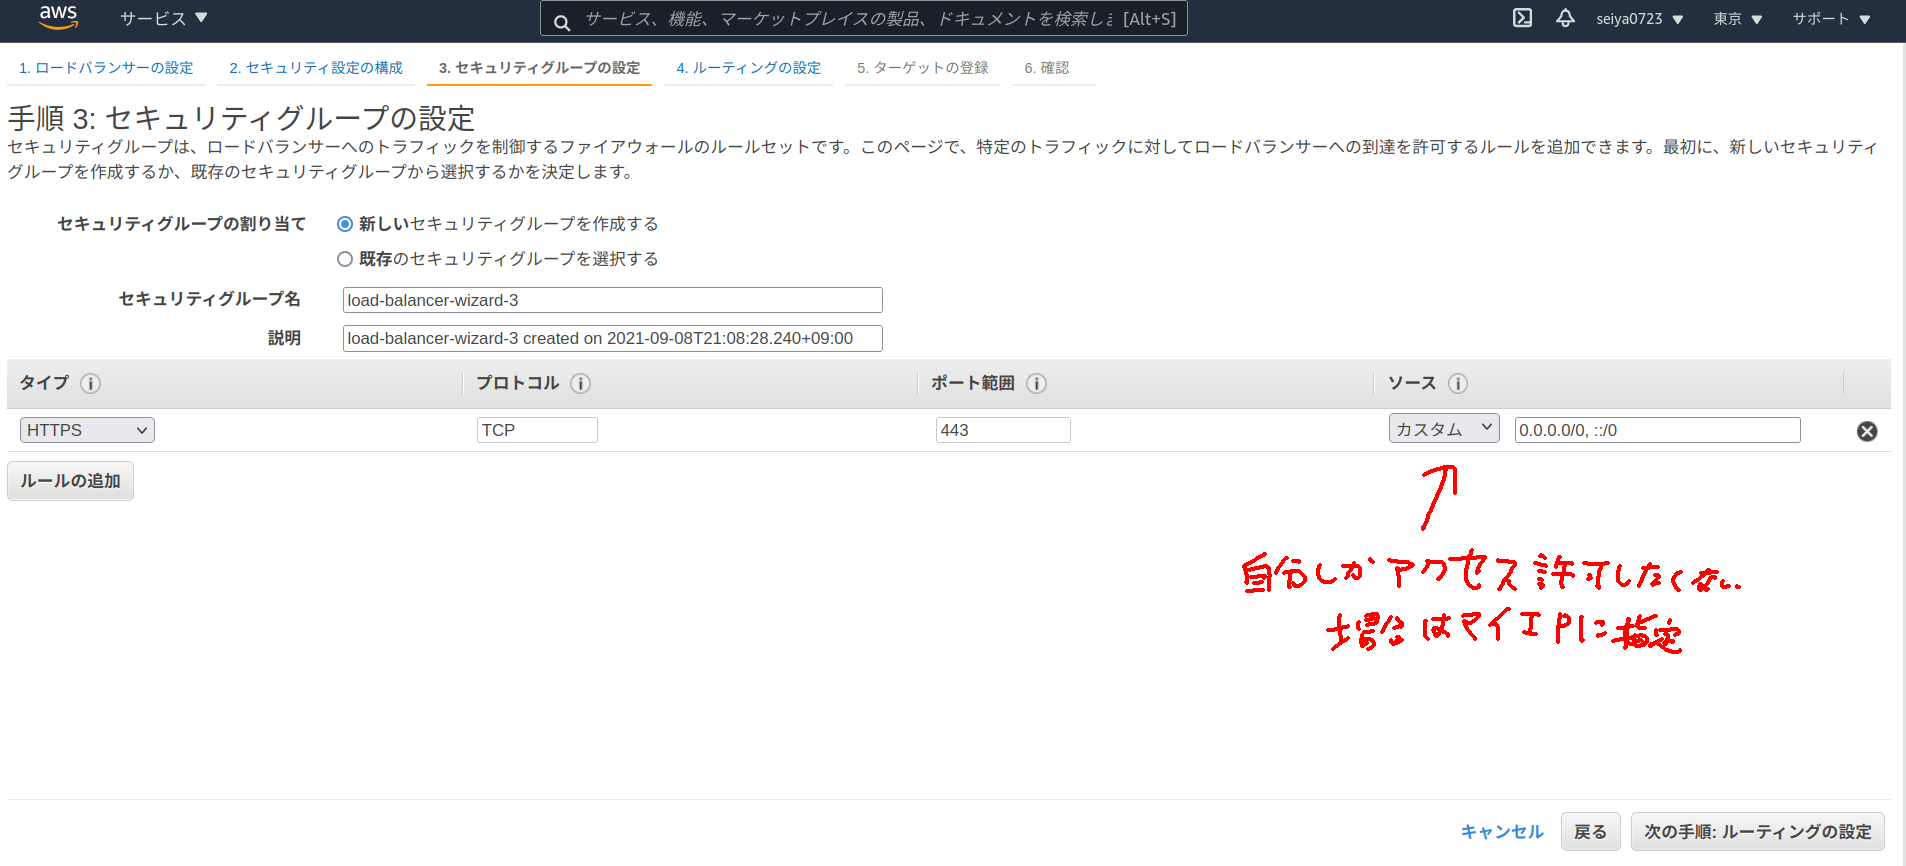 aws
サービス
サービス、機能、マーケットプレイスの製品、ドキュメントを検索しま [Alt+S]
seiya0723
東京
サポート
1. ロードバランサーの設定
2. セキュリティ設定の構成
3. セキュリティグループの設定
4. ルーティングの設定
5. ターゲットの登録
6. 確認
手順 3: セキュリティグループの設定
セキュリティグループは、ロードバランサーへのトラフィックを制御するファイアウォールのルールセットです。このページで、特定のトラフィックに対してロードバランサーへの到達を許可するルールを追加できます。最初に、新しいセキュリティ
グループを作成するか、既存のセキュリティグループから選択するかを決定します。
セキュリティグループの割り当て
新しいセキュリティグループを作成する
既存のセキュリティグループを選択する
セキュリティグループ名
load-balancer-wizard-3
説明
load-balancer-wizard-3 created on 2021-09-08T21:08:28.240+09:00
タイプ
プロトコル
ポート範囲
ソース
HTTPS
TCP
443
カスタム
0.0.0.0/0, ::/0
ルールの追加
自分しかアクセス許可したくない
場合はマイIPに指定
キャンセル
戻る
次の手順: ルーティングの設定